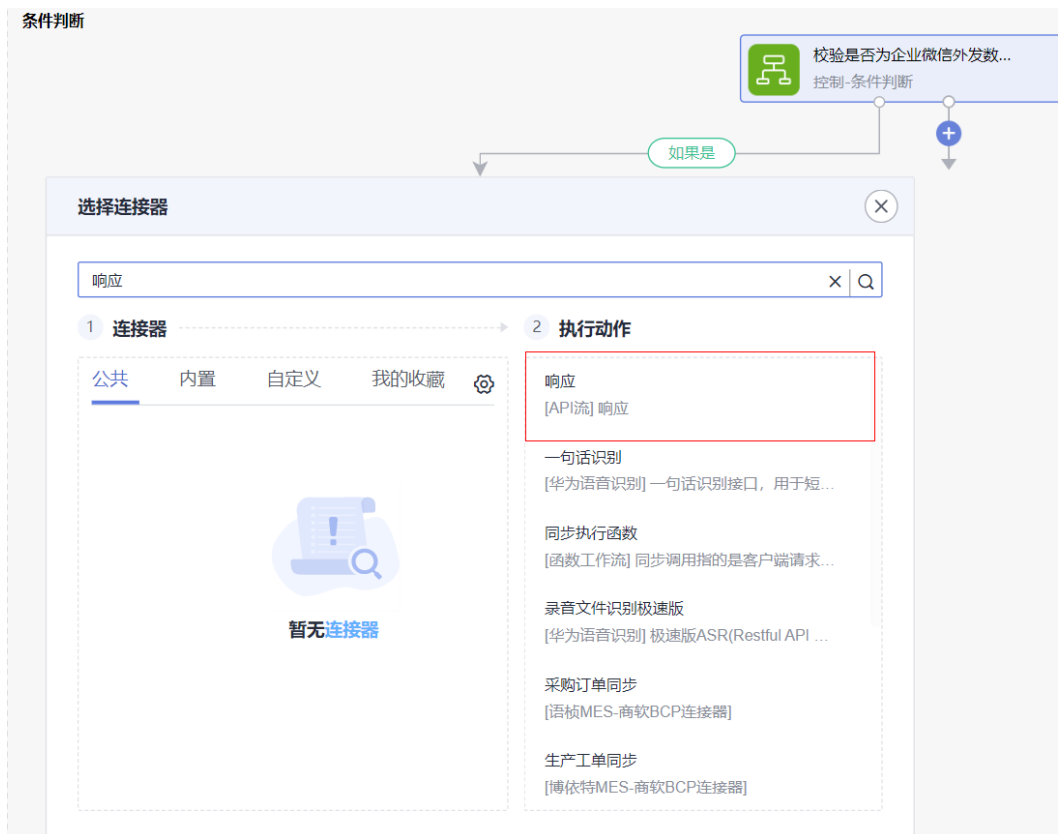 条件判断
校验是否为企业微信外发数...
控制-条件判断
如果是
选择连接器
响应
1 连接器
2 执行动作
公共 内置 自定义 我的收藏
暂无连接器
响应
[API流] 响应
一句话识别
[华为语音识别] 一句话识别接口，用于短...
同步执行函数
[函数工作流] 同步调用指的是客户端请求...
录音文件识别极速版
[华为语音识别] 极速版ASR(Restful API ...
采购订单同步
[语桢MES-商软BCP连接器]
生产工单同步
[博依特MES-商软BCP连接器]